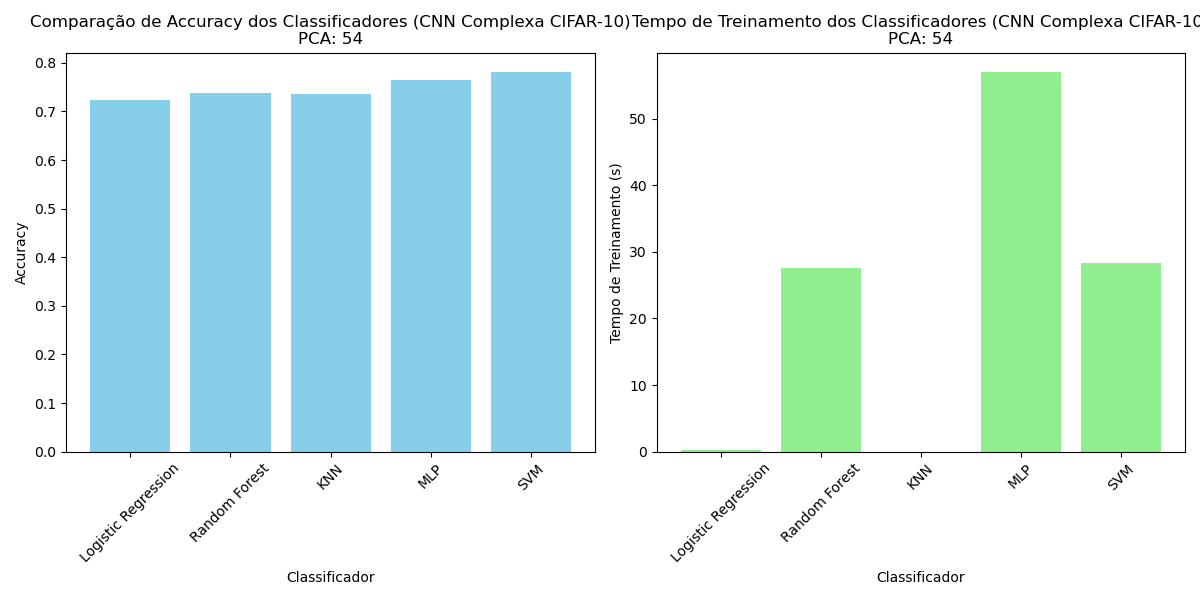 Comparação de Accuracy dos Classificadores (CNN Complexa CIFAR-10)
PCA: 54
0.8
0.7
0.6
0.5
0.4
0.3
0.2
0.1
0.0
Accuracy
Logistic Regression
Random Forest
KNN
MLP
SVM
Classificador
Tempo de Treinamento dos Classificadores (CNN Complexa CIFAR-10
PCA: 54
50
40
30
20
10
0
Tempo de Treinamento (s)
Logistic Regression
Random Forest
KNN
MLP
SVM
Classificador